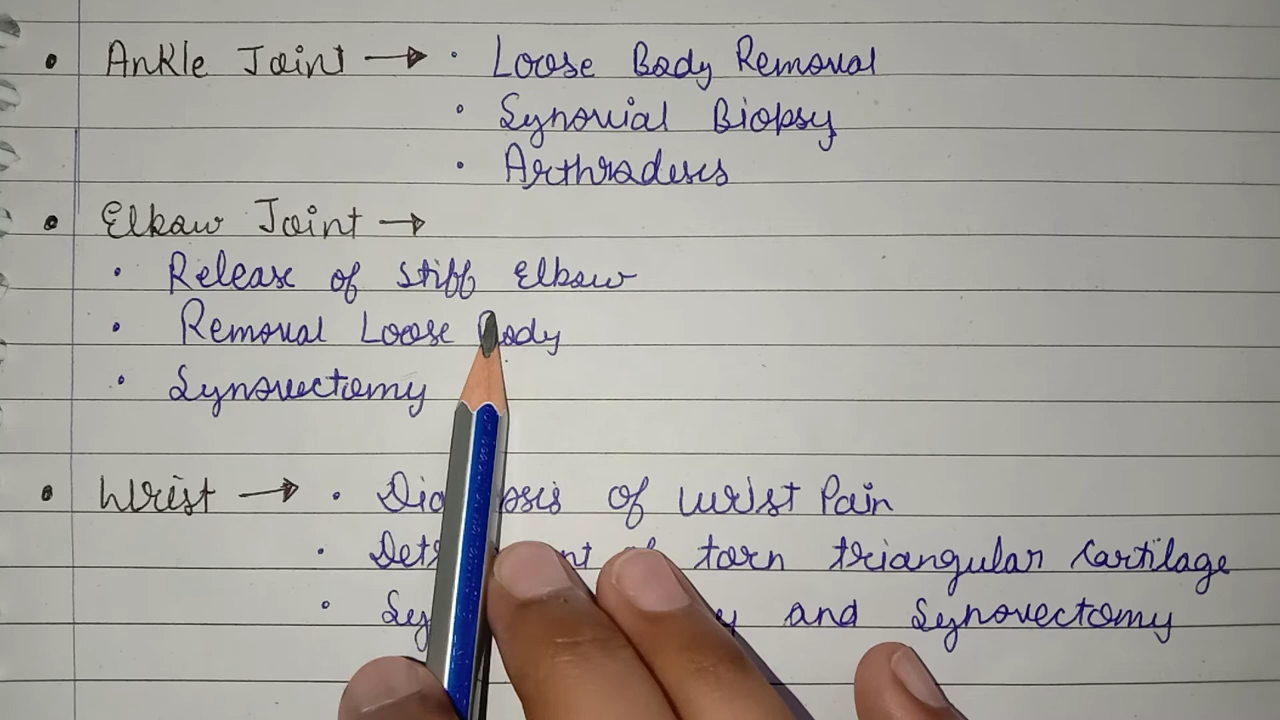 • Ankle Joint → • Loose Body Removal
• Synovial Biopsy
• Arthrodesis
• Elbow Joint →
• Release of stiff Elbow
• Removal Loose Body
• Synovectomy
• Wrist → • of wrist Pain
• torn triangular cartilage
• and Synovectomy